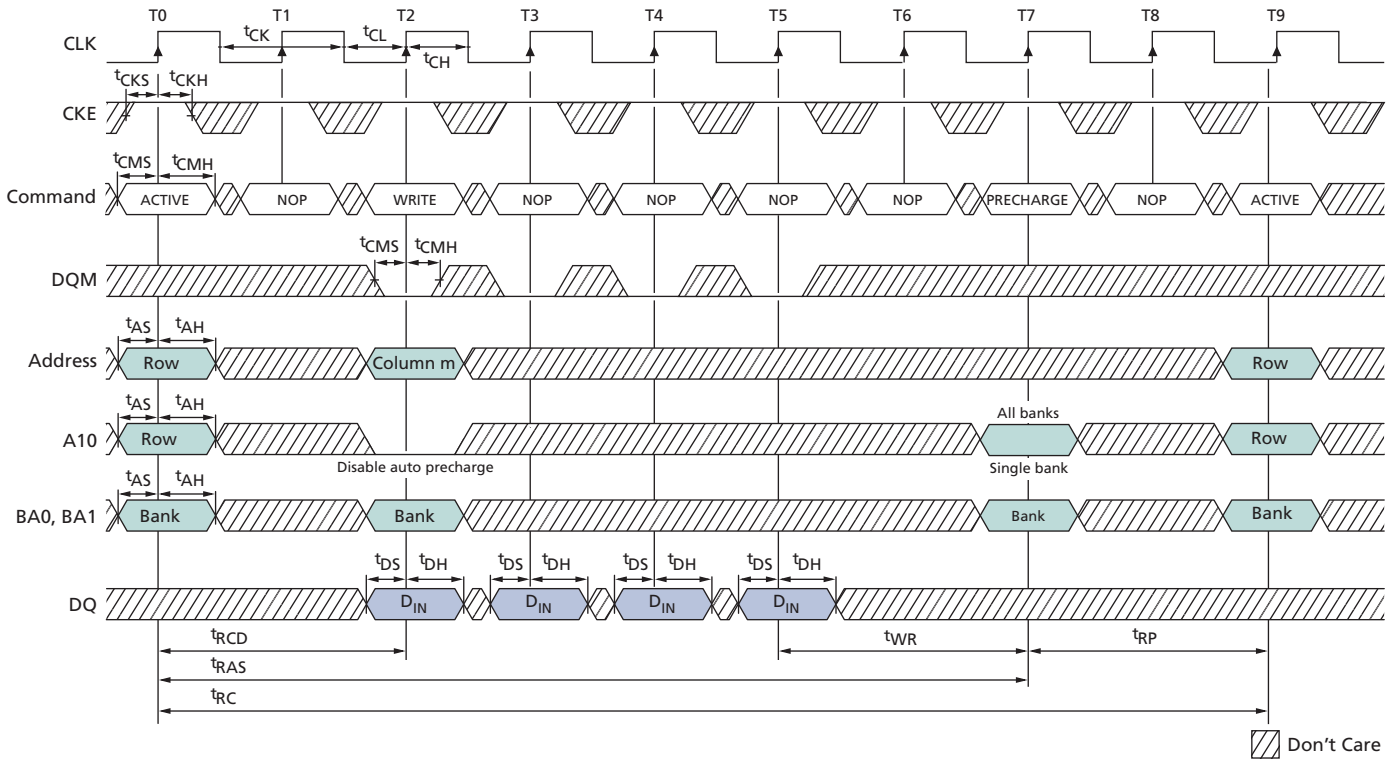 T0 T1 T2 T3 T4 T5 T6 T7 T8 T9
CLK tCK tCL tCH
tCKS tCKH
CKE
tCMS tCMH
Command ACTIVE NOP WRITE NOP NOP NOP NOP PRECHARGE NOP ACTIVE
tCMS tCMH
DQM
tAS tAH
Address Row Column m Row
tAS tAH All banks
A10 Row Row
Disable auto precharge Single bank
tAS tAH
BA0, BA1 Bank Bank Bank Bank
tDS tDH tDS tDH tDS tDH tDS tDH
DQ DIN DIN DIN DIN
tRCD tWR tRP
tRAS
tRC
Don't Care